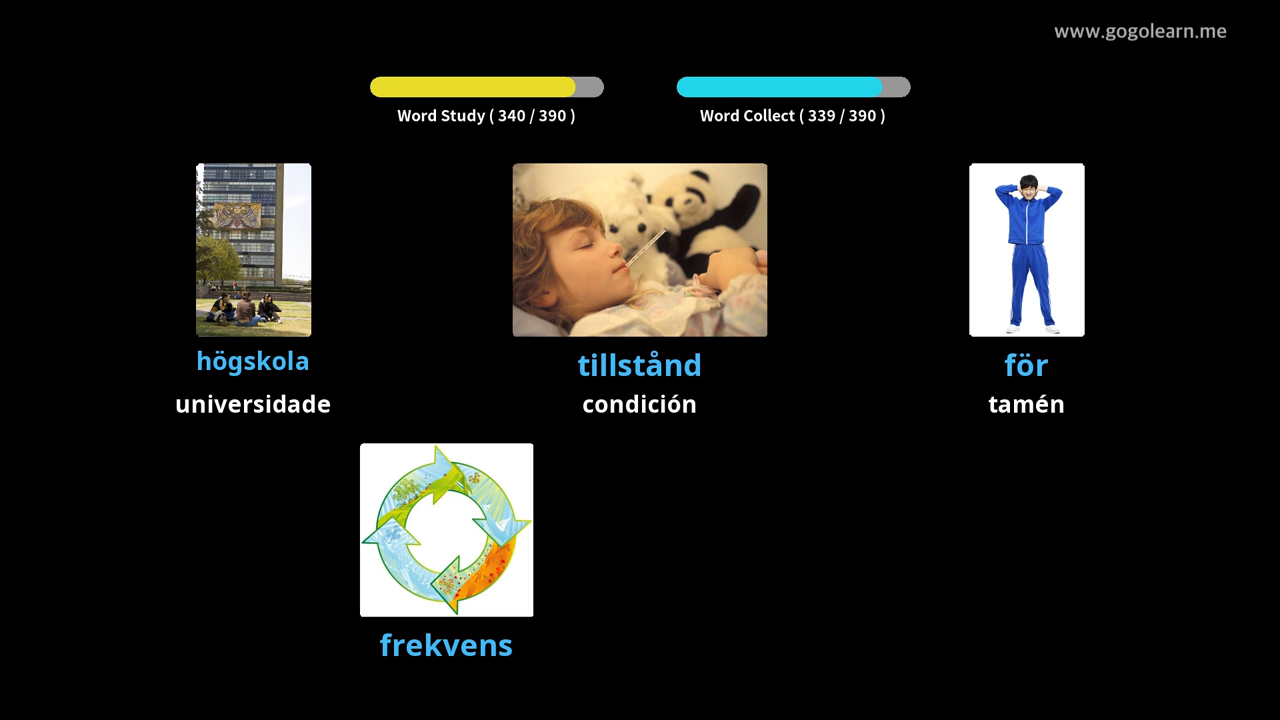 www.gogolearn.me
Word Study ( 340 / 390 )
Word Collect ( 339 / 390 )
högskola
universidade
tillstånd
condición
för
tamén
frekvens